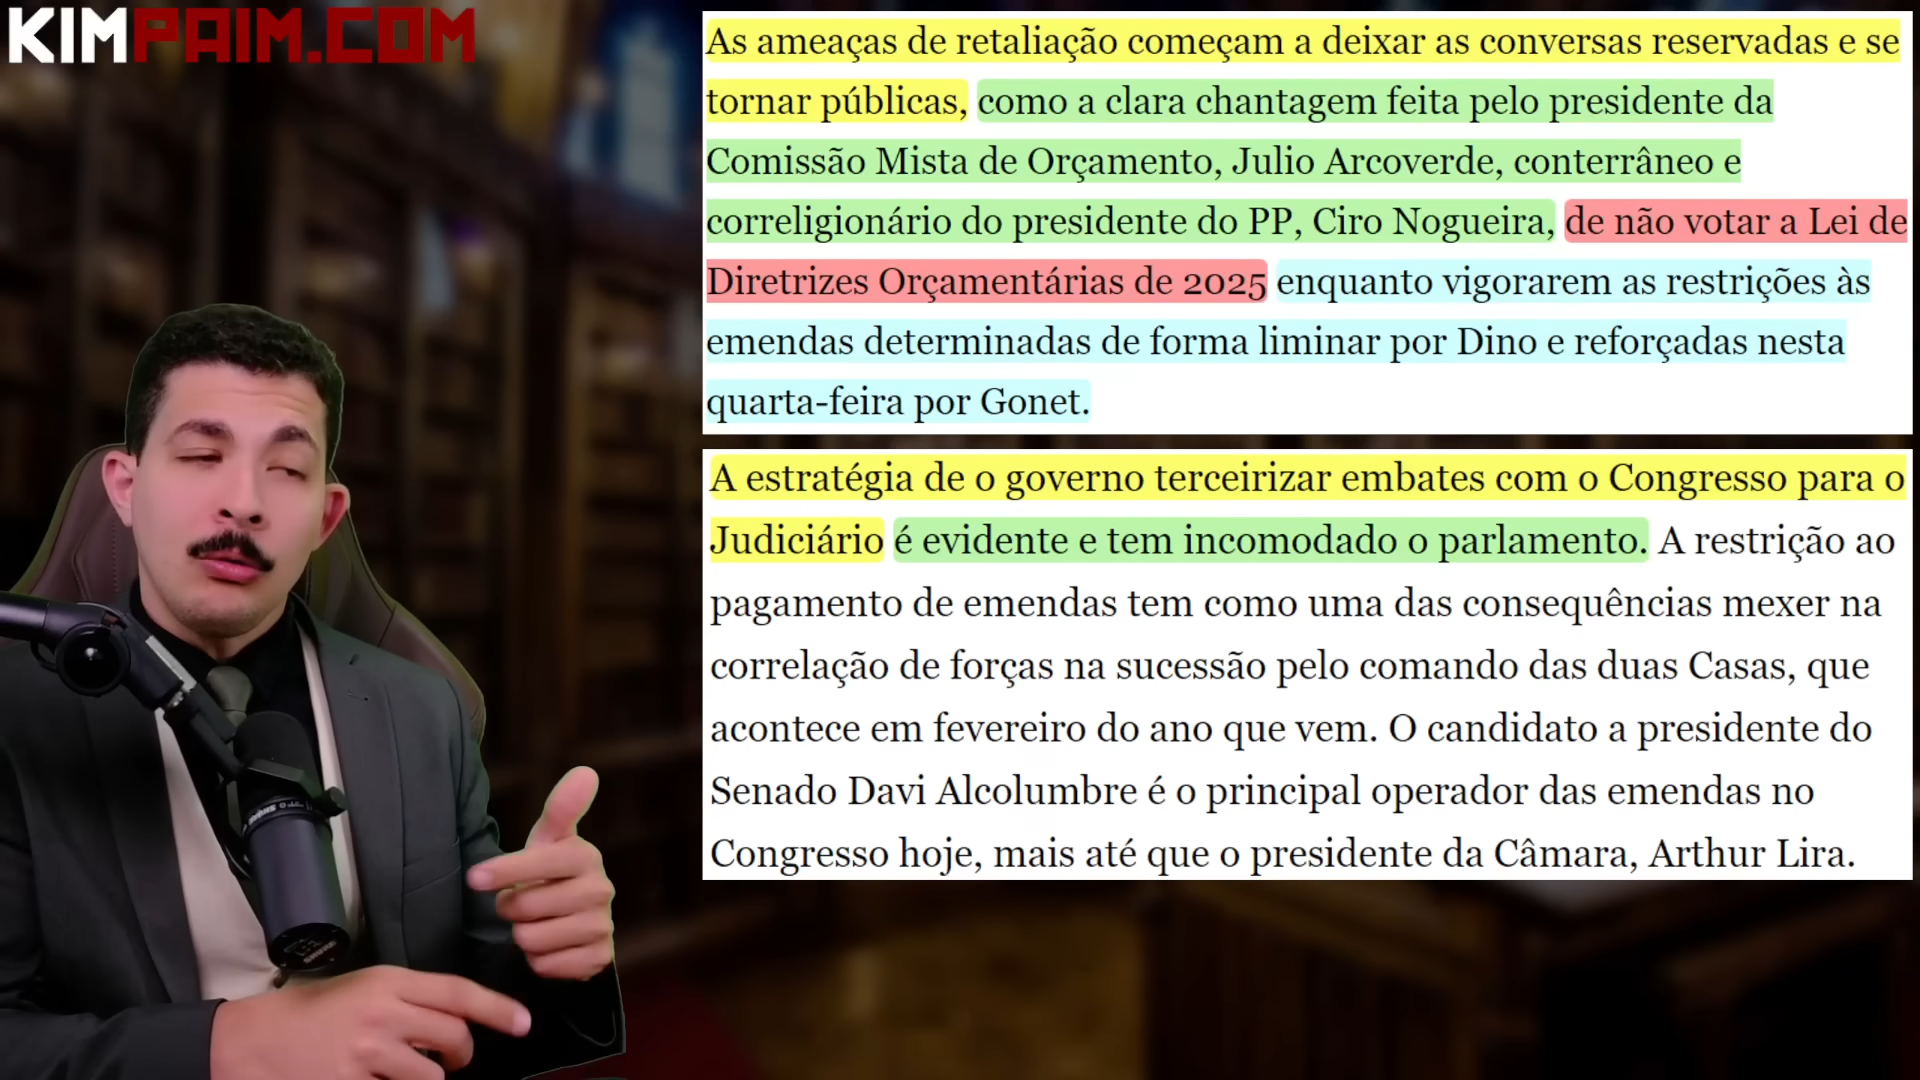 KIMPAIM.COM
As ameaças de retaliação começam a deixar as conversas reservadas e se
tornar públicas, como a clara chantagem feita pelo presidente da
Comissão Mista de Orçamento, Julio Arcoverde, conterrâneo e
correligionário do presidente do PP, Ciro Nogueira, de não votar a Lei de
Diretrizes Orçamentárias de 2025 enquanto vigorarem as restrições às
emendas determinadas de forma liminar por Dino e reforçadas nesta
quarta-feira por Gonet.
A estratégia de o governo terceirizar embates com o Congresso para o
Judiciário é evidente e tem incomodado o parlamento. A restrição ao
pagamento de emendas tem como uma das consequências mexer na
correlação de forças na sucessão pelo comando das duas Casas, que
acontece em fevereiro do ano que vem. O candidato a presidente do
Senado Davi Alcolumbre é o principal operador das emendas no
Congresso hoje, mais até que o presidente da Câmara, Arthur Lira.